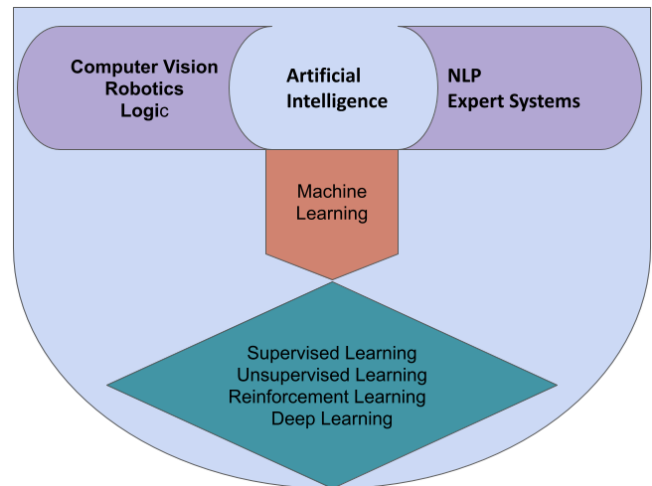 Computer Vision
Robotics
Logic
Artificial
Intelligence
NLP
Expert Systems
Machine
Learning
Supervised Learning
Unsupervised Learning
Reinforcement Learning
Deep Learning